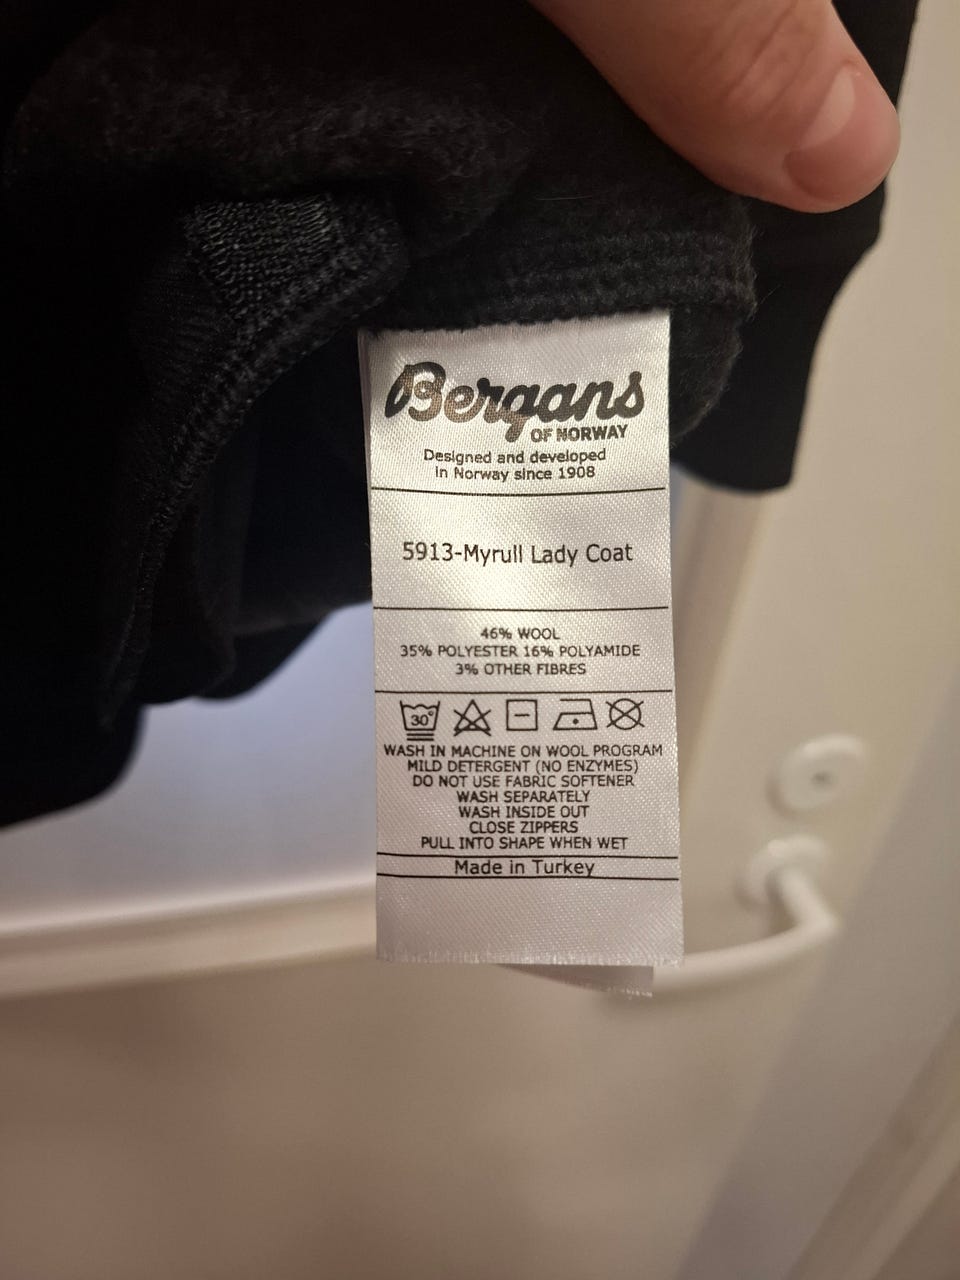 Bergans
OF NORWAY
Designed and developed
in Norway since 1908
5913-Myrull Lady Coat
46% WOOL
35% POLYESTER 16% POLYAMIDE
3% OTHER FIBRES
30°
WASH IN MACHINE ON WOOL PROGRAM
MILD DETERGENT (NO ENZYMES)
DO NOT USE FABRIC SOFTENER
WASH SEPARATELY
WASH INSIDE OUT
CLOSE ZIPPERS
PULL INTO SHAPE WHEN WET
Made in Turkey